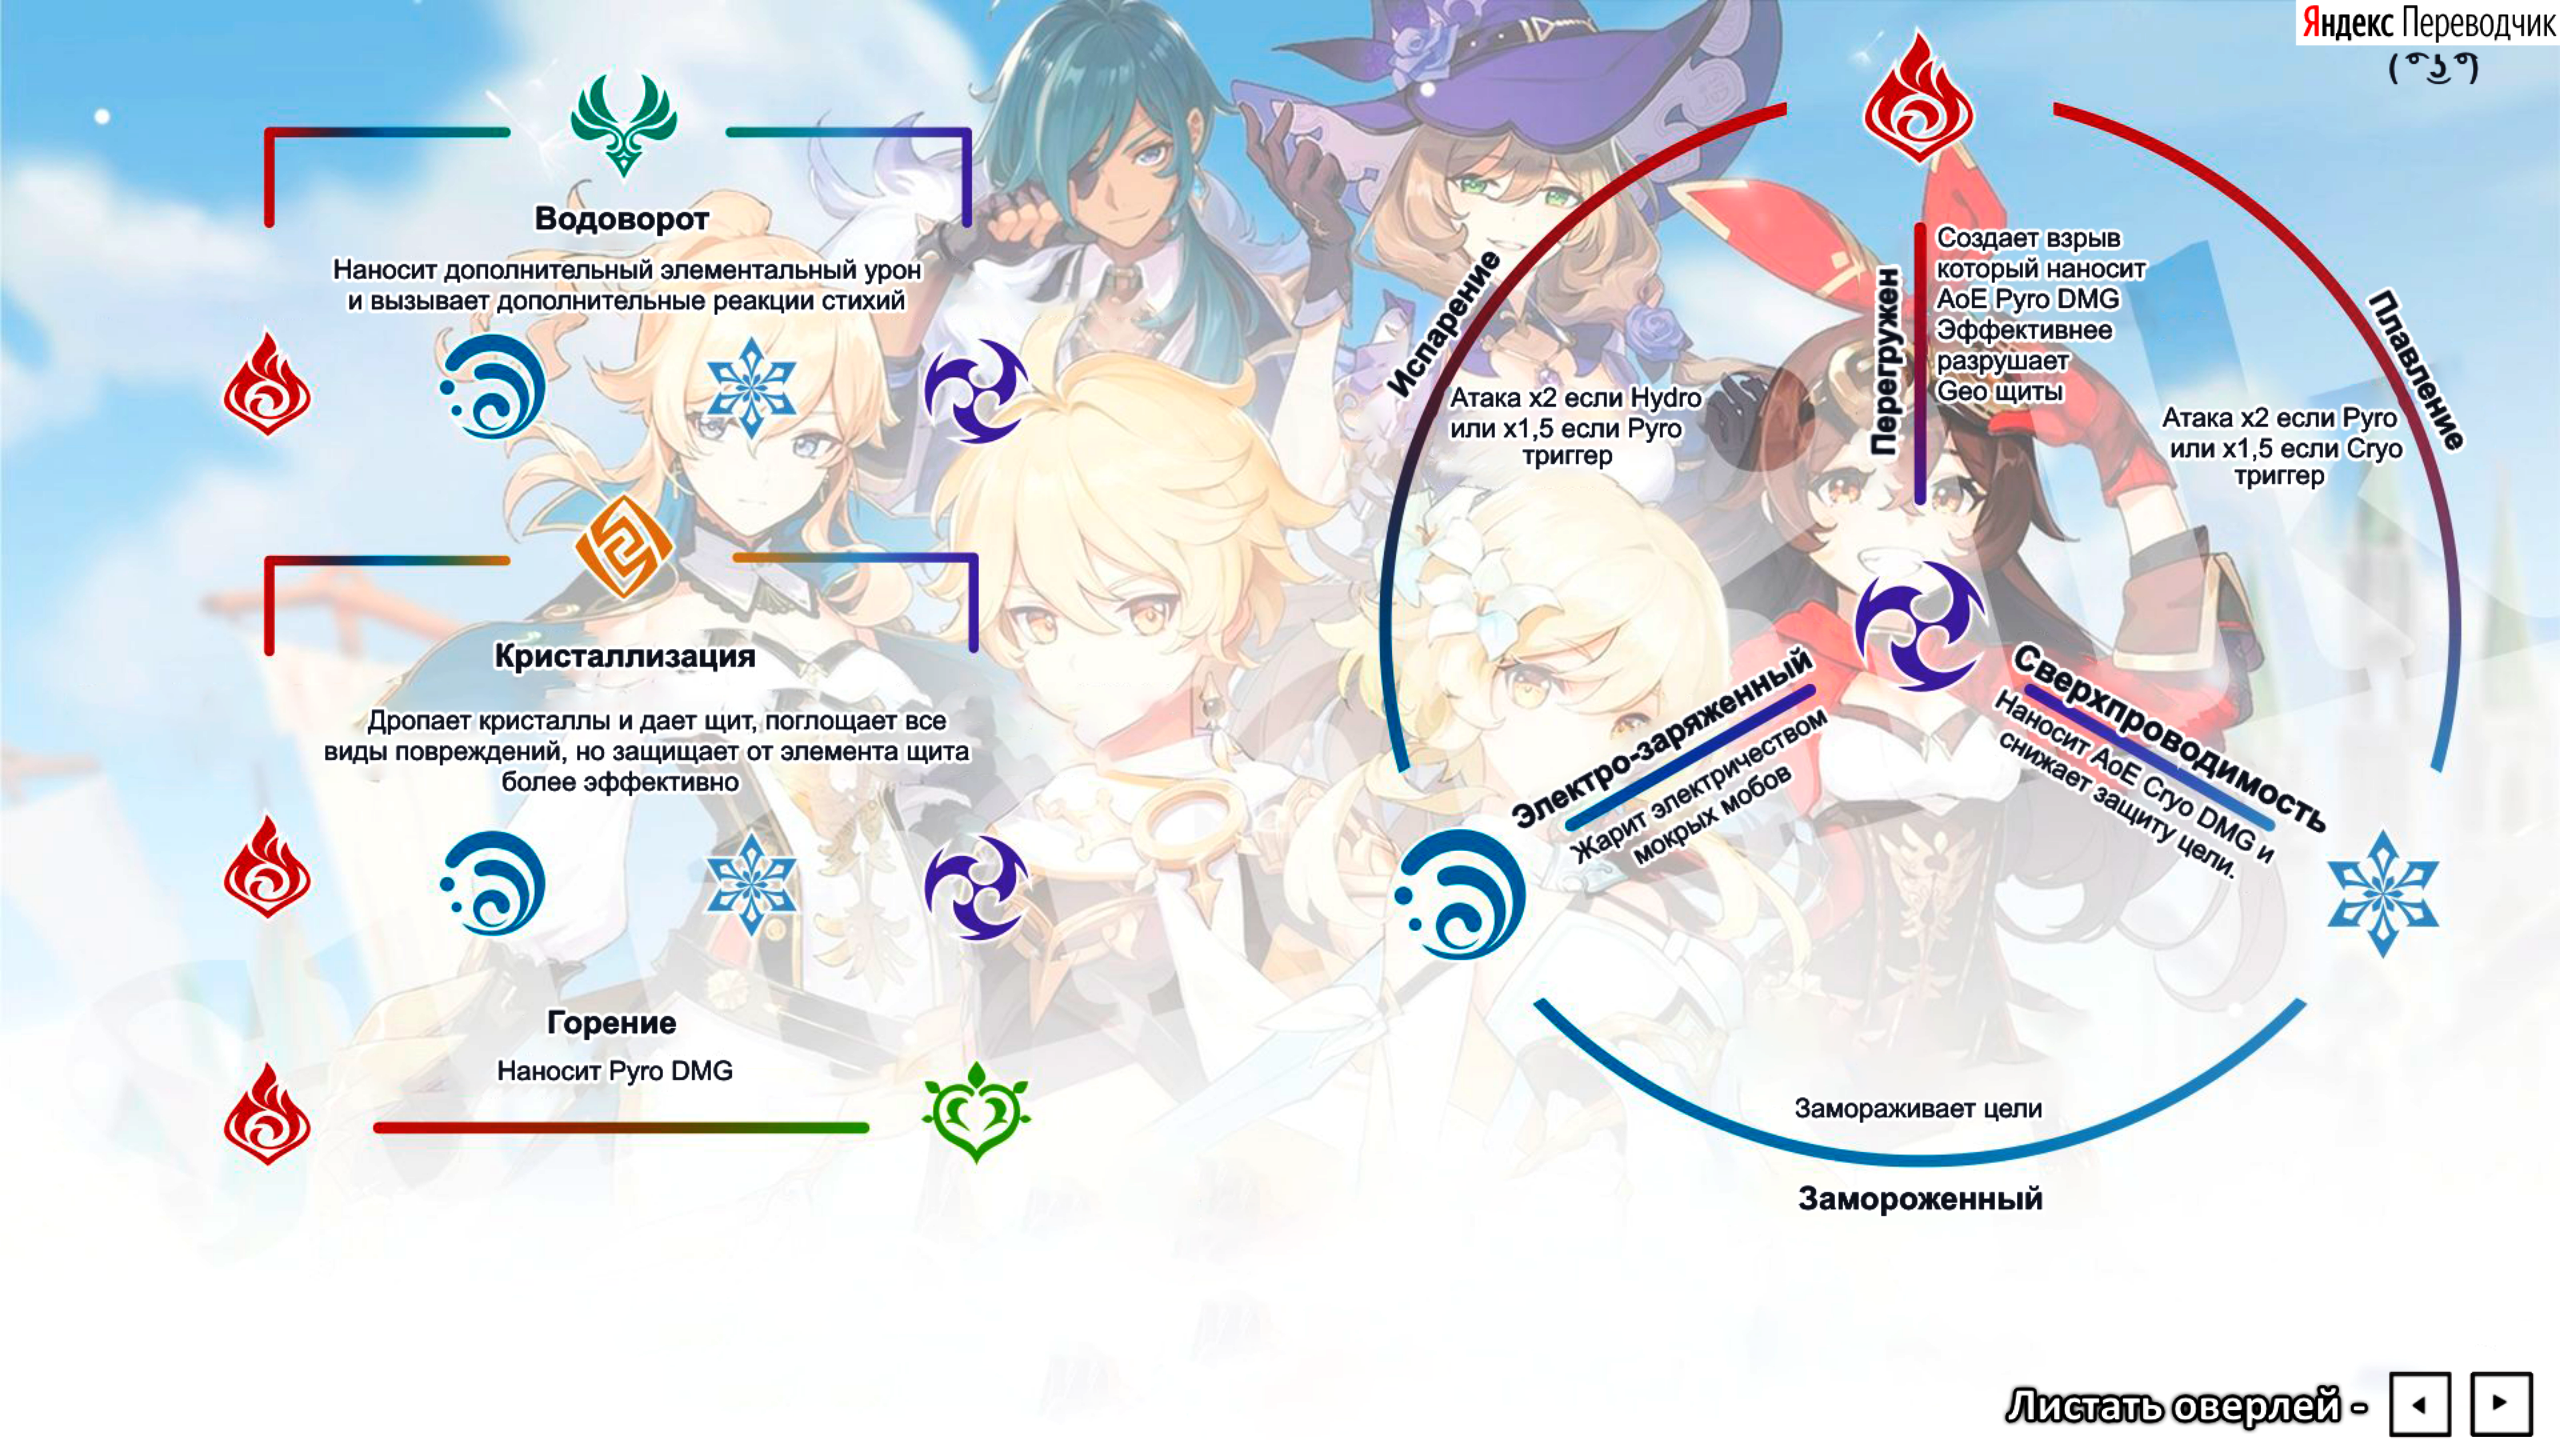 Яндекс Переводчик
( ͡° ͜ʖ ͡°)
Водоворот
Наносит дополнительный элементальный урон
и вызывает дополнительные реакции стихий
Кристаллизация
Дропает кристаллы и дает щит, поглощает все
виды повреждений, но защищает от элемента щита
более эффективно
Горение
Наносит Pyro DMG
Испарение
Атака x2 если Hydro
или x1,5 если Pyro
триггер
Перегружен
Создает взрыв
который наносит
AoE Pyro DMG
Эффективнее
разрушает
Geo щиты
Плавление
Атака x2 если Pyro
или x1,5 если Cryo
триггер
Электро-заряженный
Жарит электричеством
мокрых мобов
Сверхпроводимость
Наносит AoE Cryo DMG и
снижает защиту цели.
Замораживает цели
Замороженный
Листать оверлей -